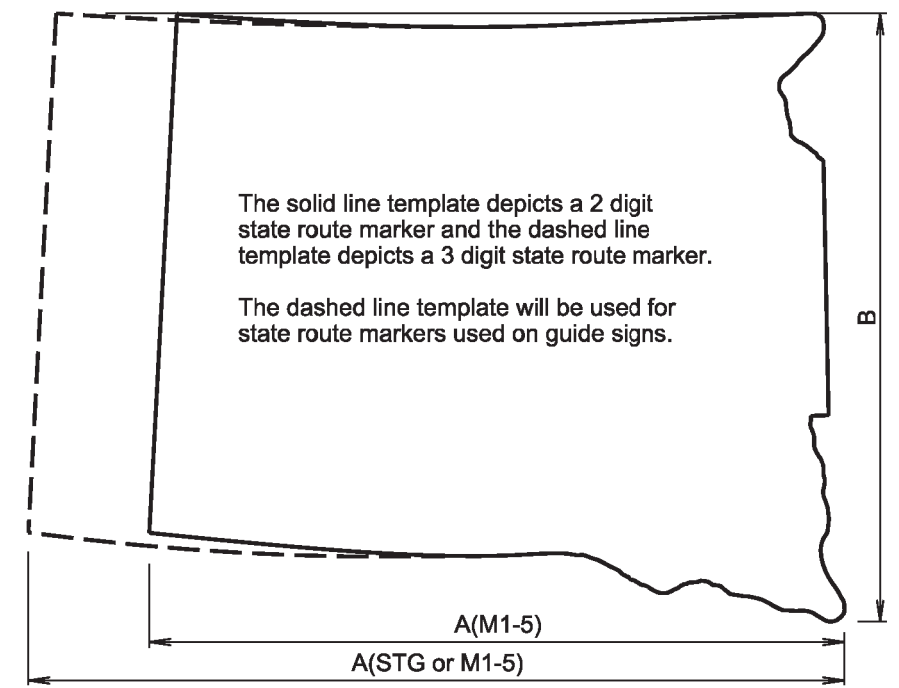 The solid line template depicts a 2 digit
state route marker and the dashed line
template depicts a 3 digit state route marker.
The dashed line template will be used for
state route markers used on guide signs.
B
A(M1-5)
A(STG or M1-5)